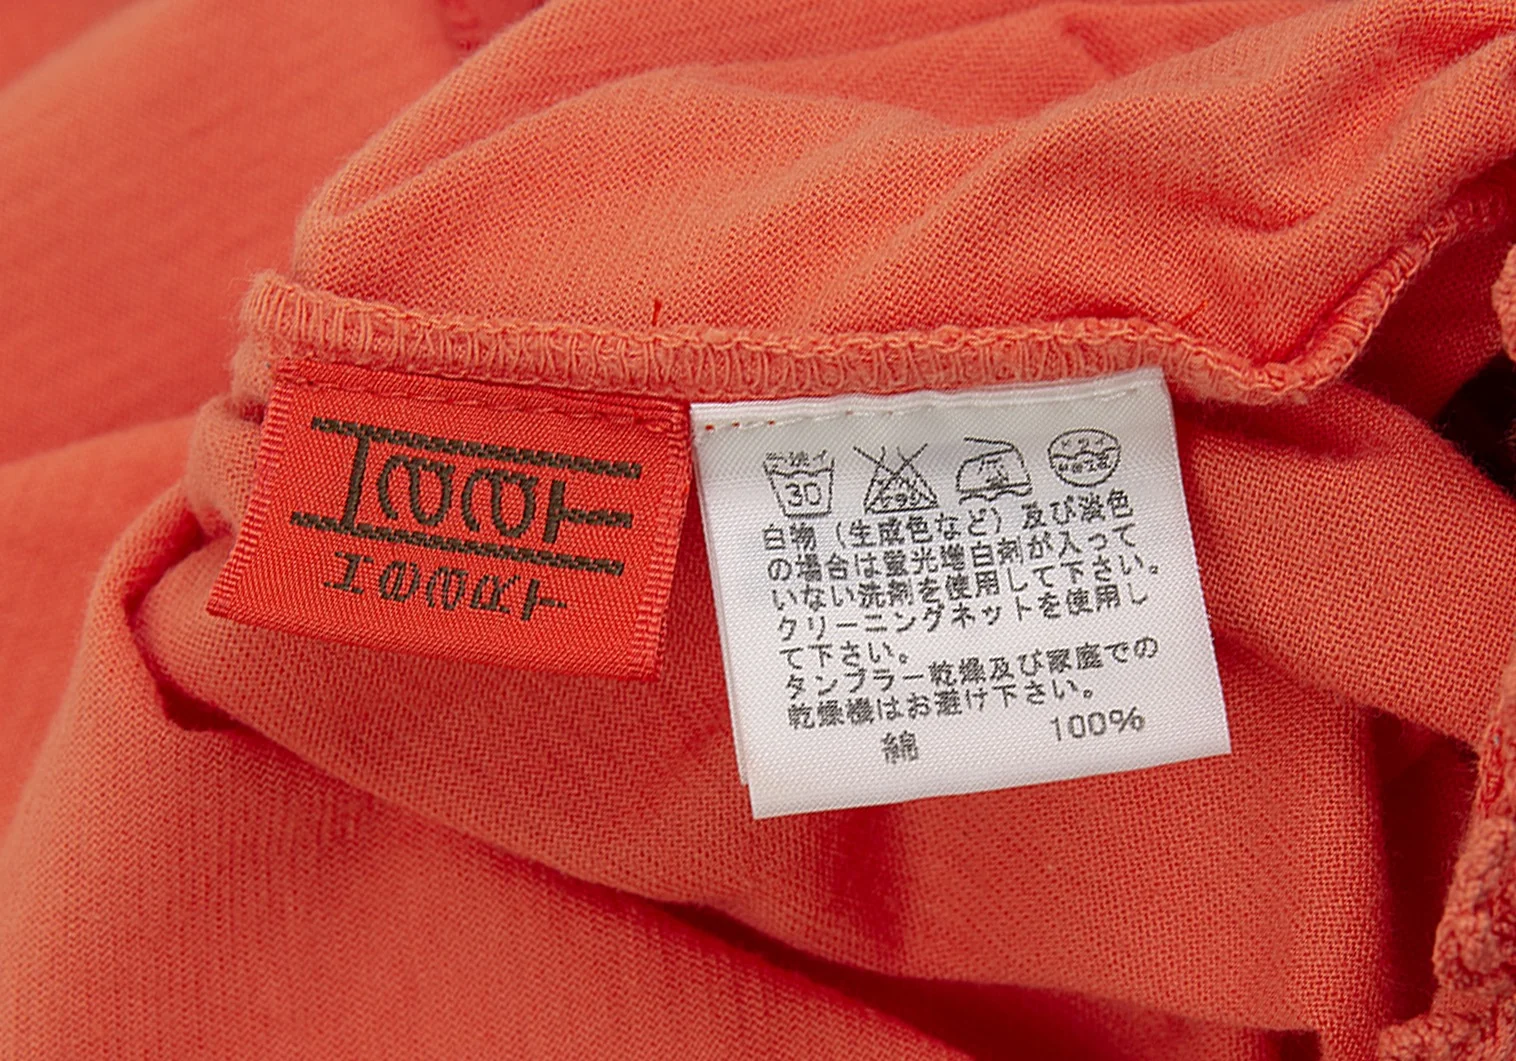 30
白物（生成色など）及び淡色
の場合は蛍光増白剤が入って
いない洗剤を使用して下さい。
クリーニングネットを使用し
て下さい。
タンブラー乾燥及び家庭での
乾燥機はお避け下さい。
綿 100%